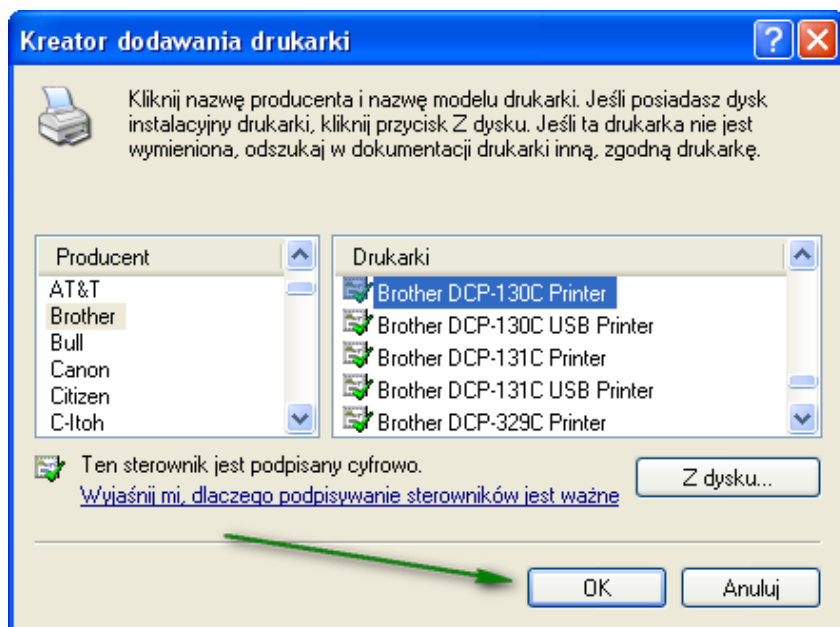 Kreator dodawania drukarki
Kliknij nazwę producenta i nazwę modelu drukarki. Jeśli posiadasz dysk
instalacyjny drukarki, kliknij przycisk Z dysku. Jeśli ta drukarka nie jest
wymieniona, odszukaj w dokumentacji drukarki inną, zgodną drukarkę.
Producent
AT&T
Brother
Bull
Canon
Citizen
C-Itoh
Drukarki
Brother DCP-130C Printer
Brother DCP-130C USB Printer
Brother DCP-131C Printer
Brother DCP-131C USB Printer
Brother DCP-329C Printer
Ten sterownik jest podpisany cyfrowo.
Wyjaśnij mi, dlaczego podpisywanie sterowników jest ważne
Z dysku...
OK
Anuluj